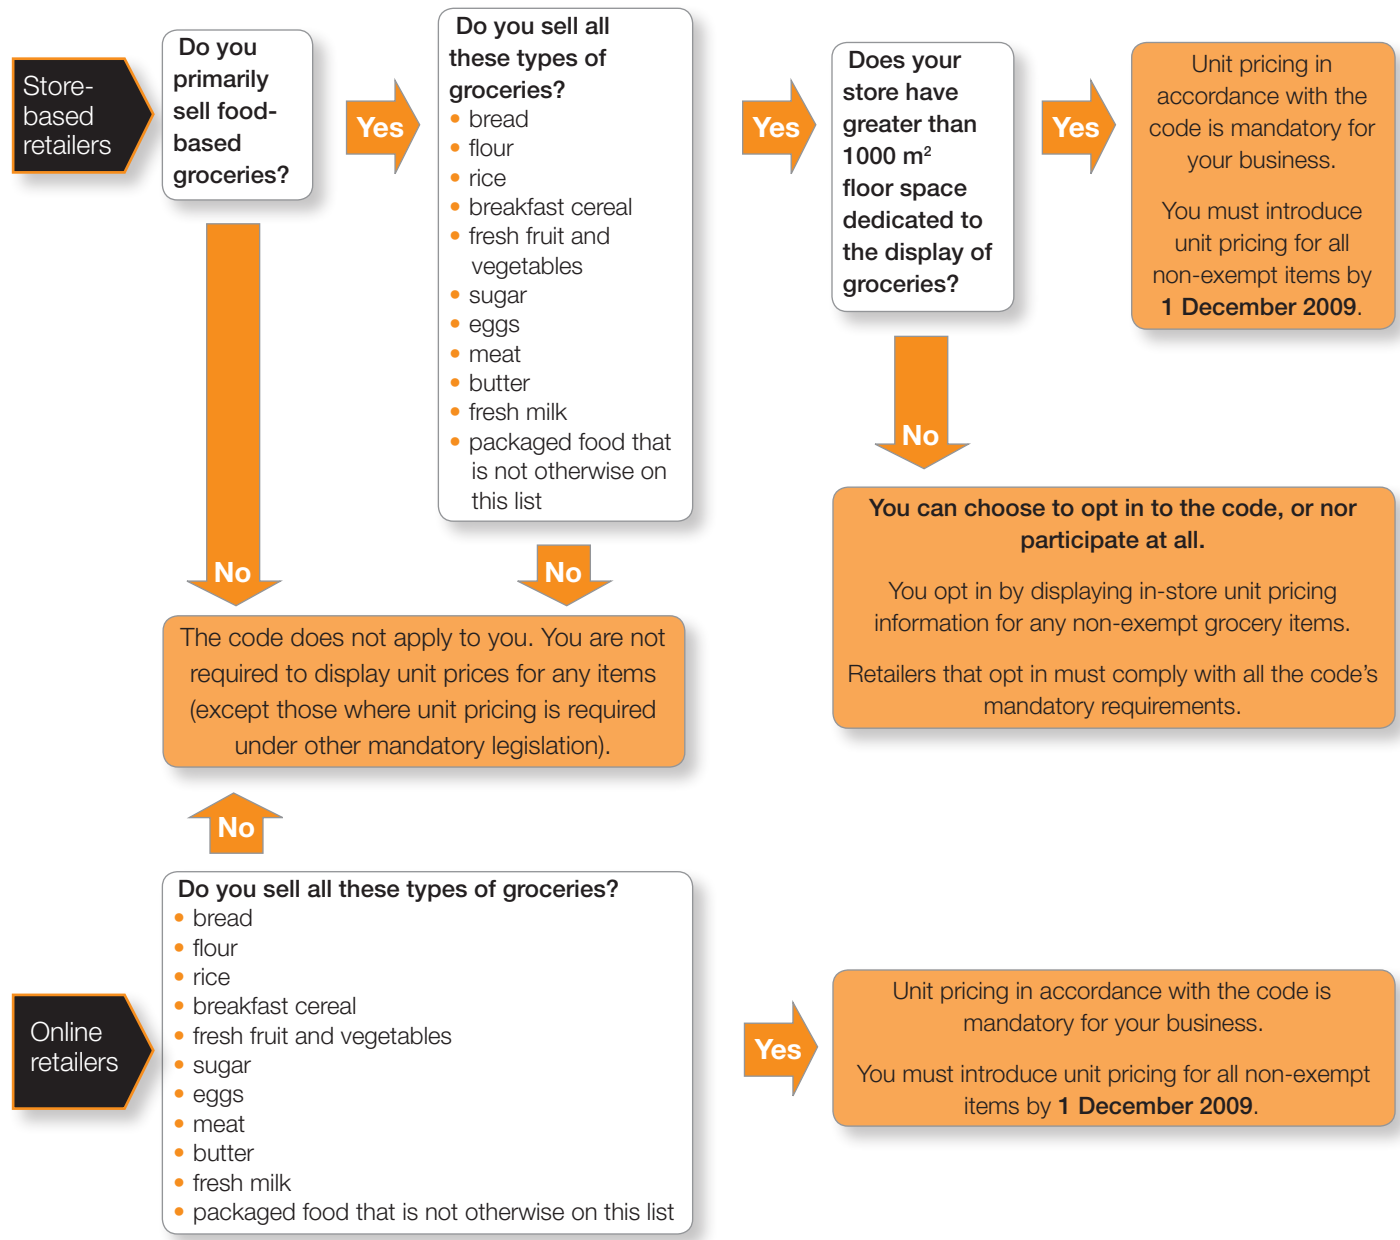 Store-
based
retailers
Do you
primarily
sell food-
based
groceries?
Yes
Do you sell all
these types of
groceries?
• bread
• flour
• rice
• breakfast cereal
• fresh fruit and
vegetables
• sugar
• eggs
• meat
• butter
• fresh milk
• packaged food that
is not otherwise on
this list
Yes
Does your
store have
greater than
1000 m²
floor space
dedicated to
the display of
groceries?
Yes
Unit pricing in
accordance with the
code is mandatory for
your business.
You must introduce
unit pricing for all
non-exempt items by
1 December 2009.
No
No
No
The code does not apply to you. You are not
required to display unit prices for any items
(except those where unit pricing is required
under other mandatory legislation).
You can choose to opt in to the code, or nor
participate at all.
You opt in by displaying in-store unit pricing
information for any non-exempt grocery items.
Retailers that opt in must comply with all the code’s
mandatory requirements.
No
Online
retailers
Do you sell all these types of groceries?
• bread
• flour
• rice
• breakfast cereal
• fresh fruit and vegetables
• sugar
• eggs
• meat
• butter
• fresh milk
• packaged food that is not otherwise on this list
Yes
Unit pricing in accordance with the code is
mandatory for your business.
You must introduce unit pricing for all non-exempt
items by 1 December 2009.